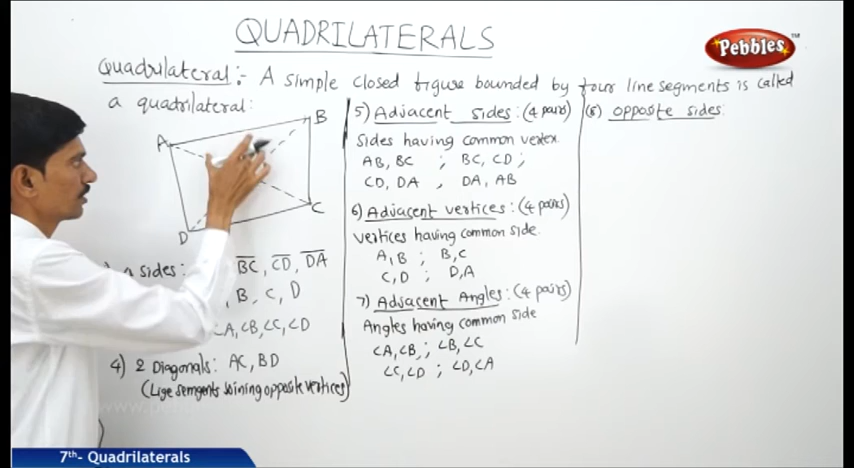 QUADRILATERALS
Pebbles™
Quadrilateral:- A simple closed figure bounded by four line segments is called
a quadrilateral:
A
B
C
D
sides: BC, CD, DA
B, C, D
∠A, ∠B, ∠C, ∠D
4) 2 Diagonals: AC, BD
(Lige semgents Joining opposite vertices)
5) Adjacent sides: (4 pairs)
Sides having common vertex.
AB, BC ; BC, CD ;
CD, DA , DA, AB
6) Adjacent vertices: (4 pairs)
vertices having common side.
A, B ; B, C
C, D ; D, A
7) Adjacent Angles: (4 pairs)
Angles having common side
∠A, ∠B, ; ∠B, ∠C
∠C, ∠D ; ∠D, ∠A
(8) opposite sides:
7th- Quadrilaterals